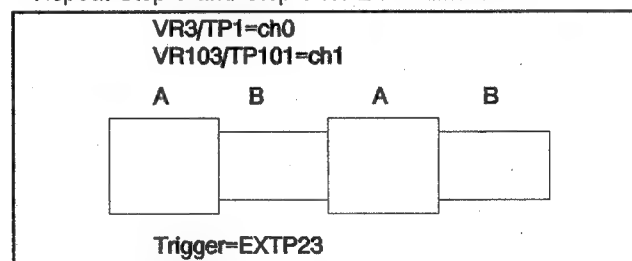 VR3/TP1=ch0
VR103/TP101=ch1
A B A B
Trigger=EXTP23